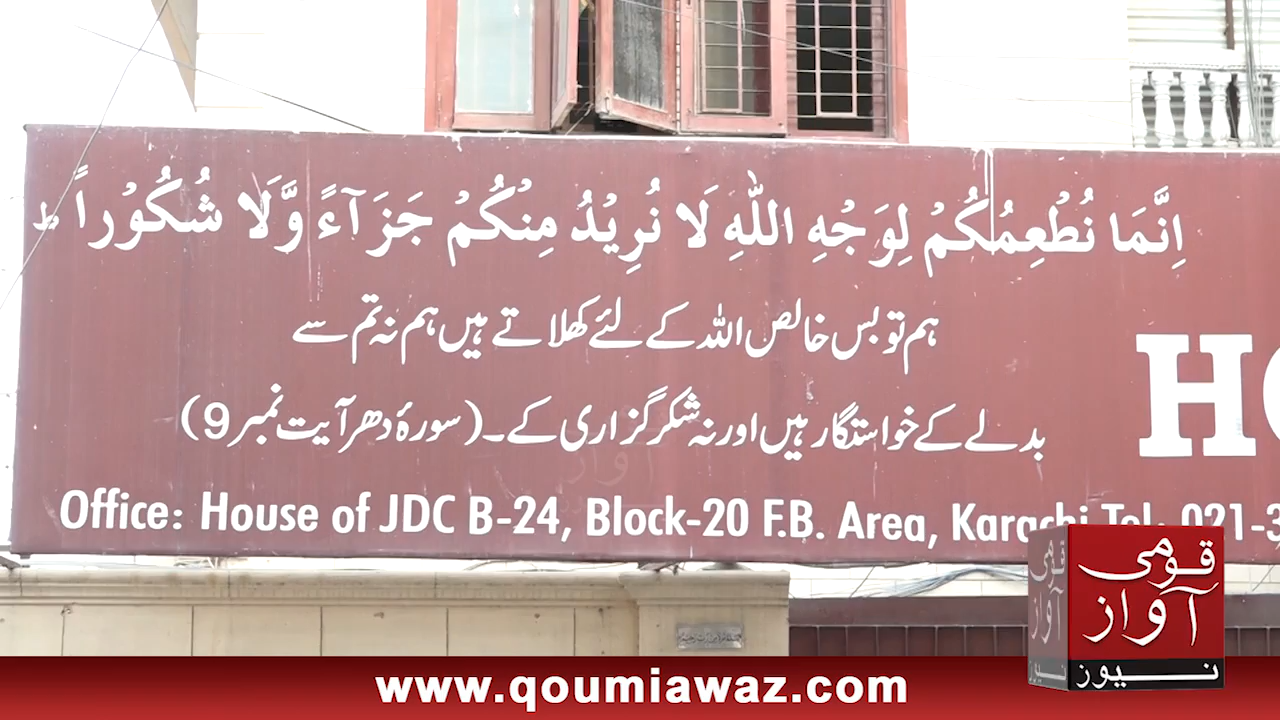 اِنَّمَا نُطْعِمُكُمْ لِوَجْهِ اللّٰهِ لَا نُرِيْدُ مِنْكُمْ جَزَآءً وَّلَا شُكُوْراً ط
ہم تو بس خالص اللہ کے لئے کھلاتے ہیں ہم نہ تم سے
بدلے کے خواستگار ہیں اور نہ شکر گزاری کے۔ (سورۂ دھر آیت نمبر 9)
H
Office: House of JDC B-24, Block-20 F.B. Area, Karachi Tel: 021-3
قومی
آواز
نیوز
www.qoumiawaz.com